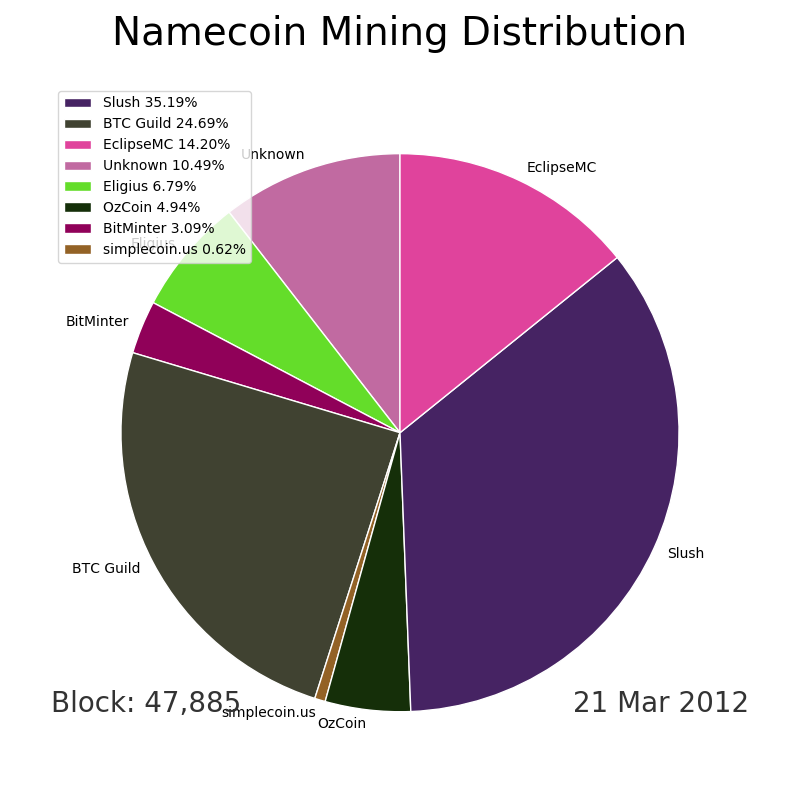 Namecoin Mining Distribution
Slush 35.19%
BTC Guild 24.69%
EclipseMC 14.20%
Unknown 10.49%
Eligius 6.79%
OzCoin 4.94%
BitMinter 3.09%
simplecoin.us 0.62%
Unknown
EclipseMC
Eligius
BitMinter
Slush
BTC Guild
Block: 47,885
21 Mar 2012
simplecoin.us
OzCoin